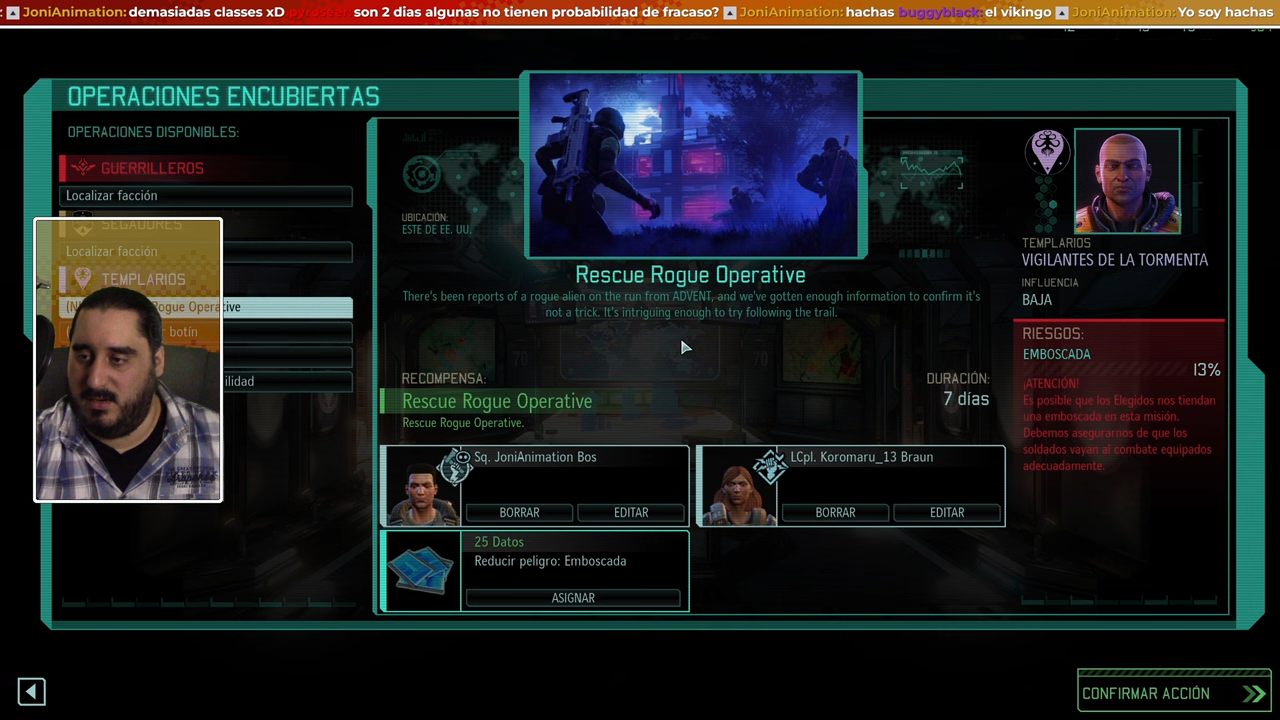 : JoniAnimation: demasiadas classes xD pyroseer: son 2 dias algunas no tienen probabilidad de fracaso? JoniAnimation: hachas buggyblack: el vikingo JoniAnimation: Yo soy hachas
OPERACIONES ENCUBIERTAS
OPERACIONES DISPONIBLES:
GUERRILLEROS
Localizar facción
SEGADORES
Localizar facción
TEMPLARIOS
Rogue Operative
botín
ilidad
UBICACIÓN:
ESTE DE EE. UU.
Rescue Rogue Operative
There's been reports of a rogue alien on the run from ADVENT, and we've gotten enough information to confirm it's
not a trick. It's intriguing enough to try following the trail.
RECOMPENSA:
Rescue Rogue Operative
Rescue Rogue Operative.
DURACIÓN:
7 días
Sq. JoniAnimation Bos
BORRAR
EDITAR
LCpl. Koromaru_13 Braun
BORRAR
EDITAR
25 Datos
Reducir peligro: Emboscada
ASIGNAR
TEMPLARIOS
VIGILANTES DE LA TORMENTA
INFLUENCIA
BAJA
RIESGOS:
EMBOSCADA
13%
¡ATENCIÓN!
Es posible que los Elegidos nos tiendan
una emboscada en esta misión.
Debemos asegurarnos de que los
soldados vayan al combate equipados
adecuadamente.
CONFIRMAR ACCIÓN